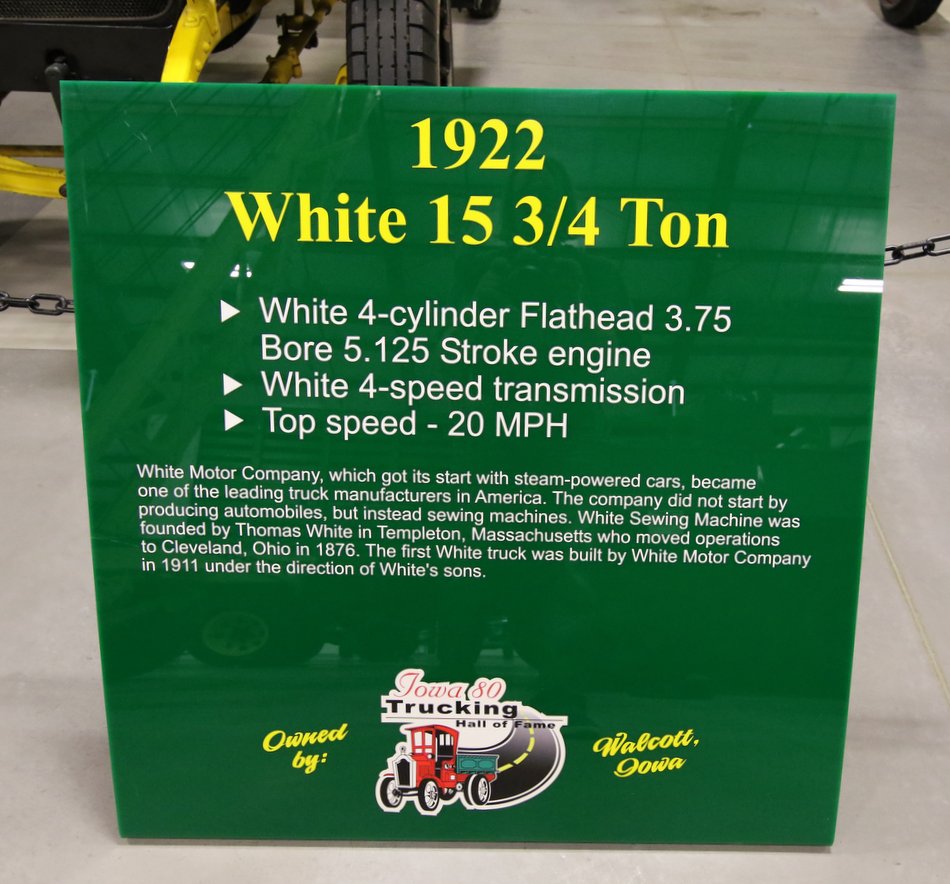 1922
White 15 3/4 Ton
► White 4-cylinder Flathead 3.75
Bore 5.125 Stroke engine
► White 4-speed transmission
► Top speed - 20 MPH
White Motor Company, which got its start with steam-powered cars, became
one of the leading truck manufacturers in America. The company did not start by
producing automobiles, but instead sewing machines. White Sewing Machine was
founded by Thomas White in Templeton, Massachusetts who moved operations
to Cleveland, Ohio in 1876. The first White truck was built by White Motor Company
in 1911 under the direction of White's sons.
Owned
by:
Iowa 80
Trucking
Hall of Fame
Walcott,
Iowa